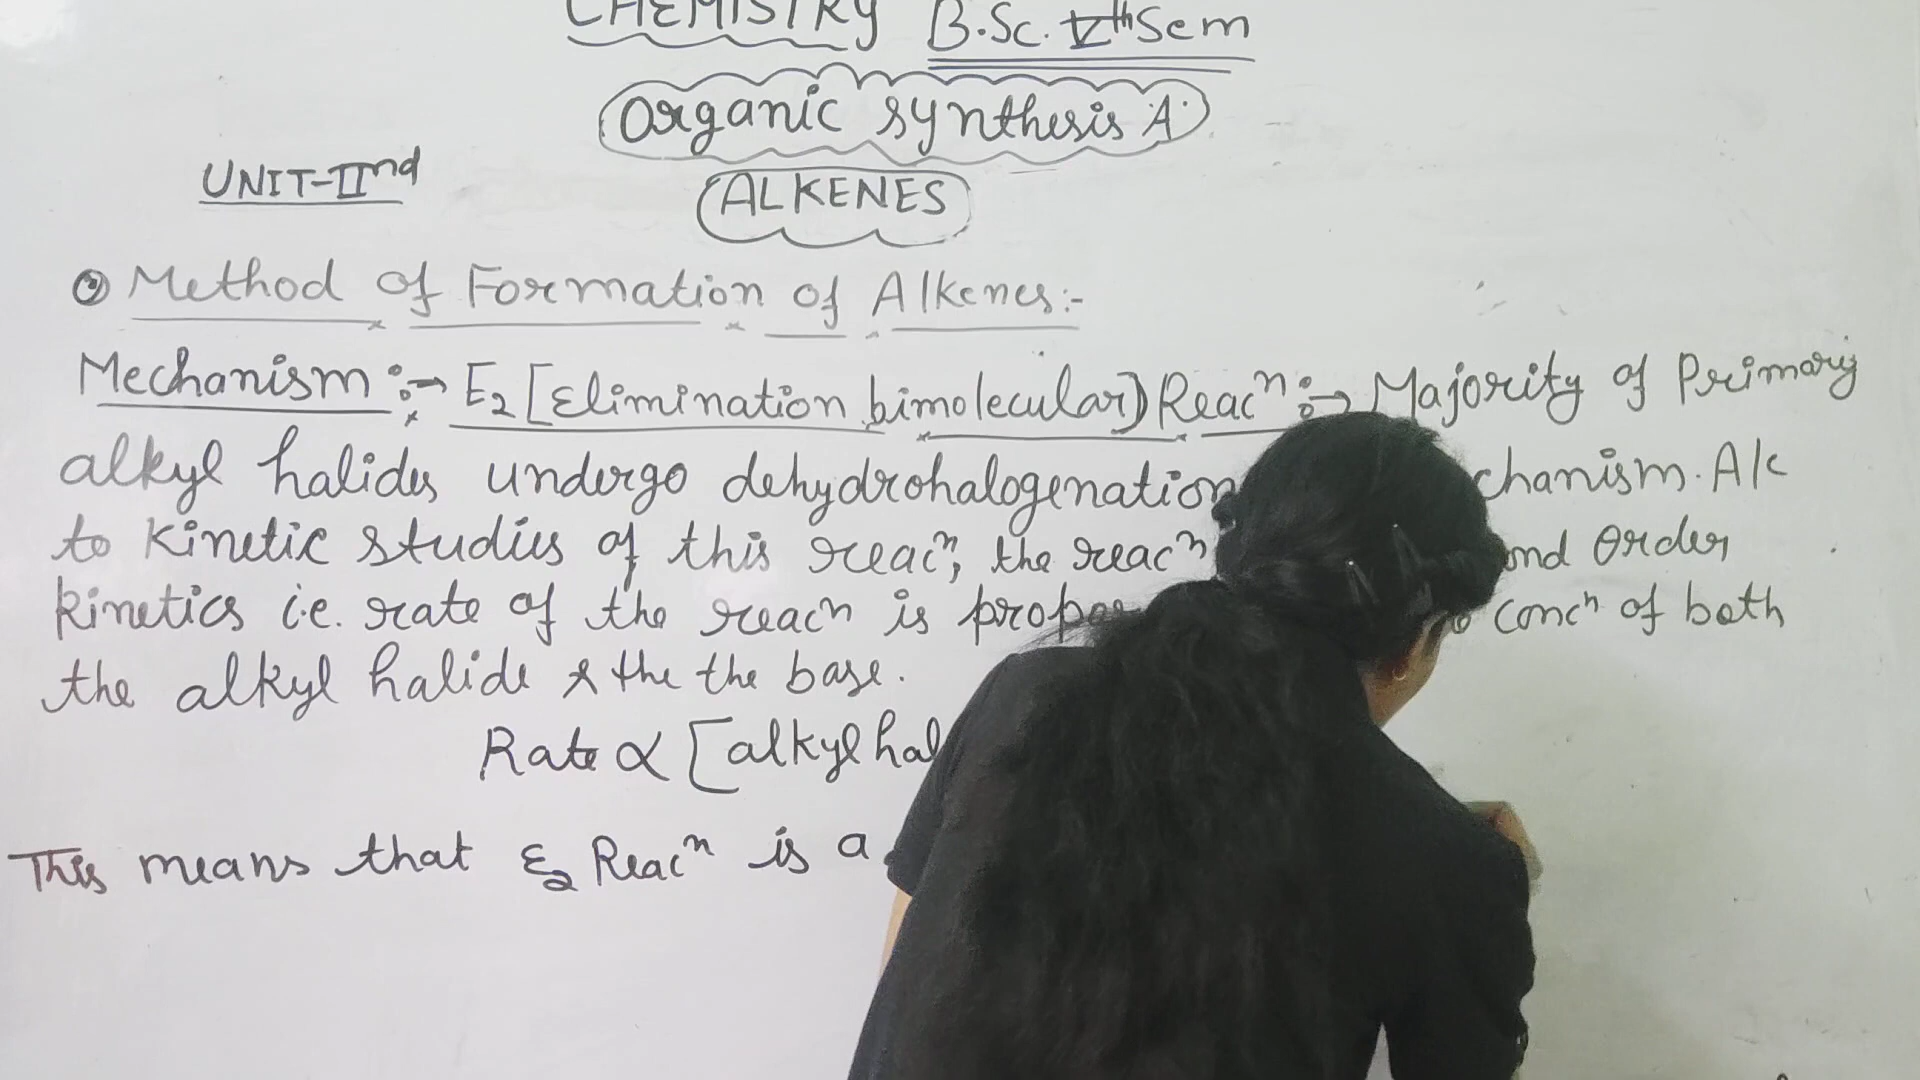 CHEMISTRY B.Sc. Vth Sem
Organic synthesis A
UNIT-IInd
ALKENES
Method of Formation of Alkenes:-
Mechanism :→ E2 [Elimination bimolecular) Reacn :→ Majority of Primary
alkyl halides undergo dehydrohalogenation chanism. A/c
to kinetic studies of this reacn, the reacn ond order
kinetics i.e. rate of the reacn is propo concn of both
the alkyl halide & the the base.
Rate ∝ [alkyl hal
This means that E2 Reacn is a